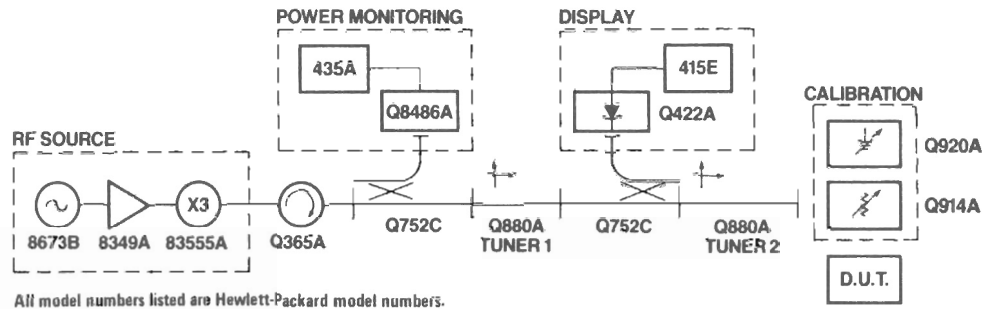 POWER MONITORING
DISPLAY
435A
415E
CALIBRATION
Q8486A
Q422A
RF SOURCE
Q920A
X3
Q914A
8673B
8349A
83555A
Q365A
Q752C
Q880A
TUNER 1
Q752C
Q880A
TUNER 2
D.U.T.
All model numbers listed are Hewlett-Packard model numbers.